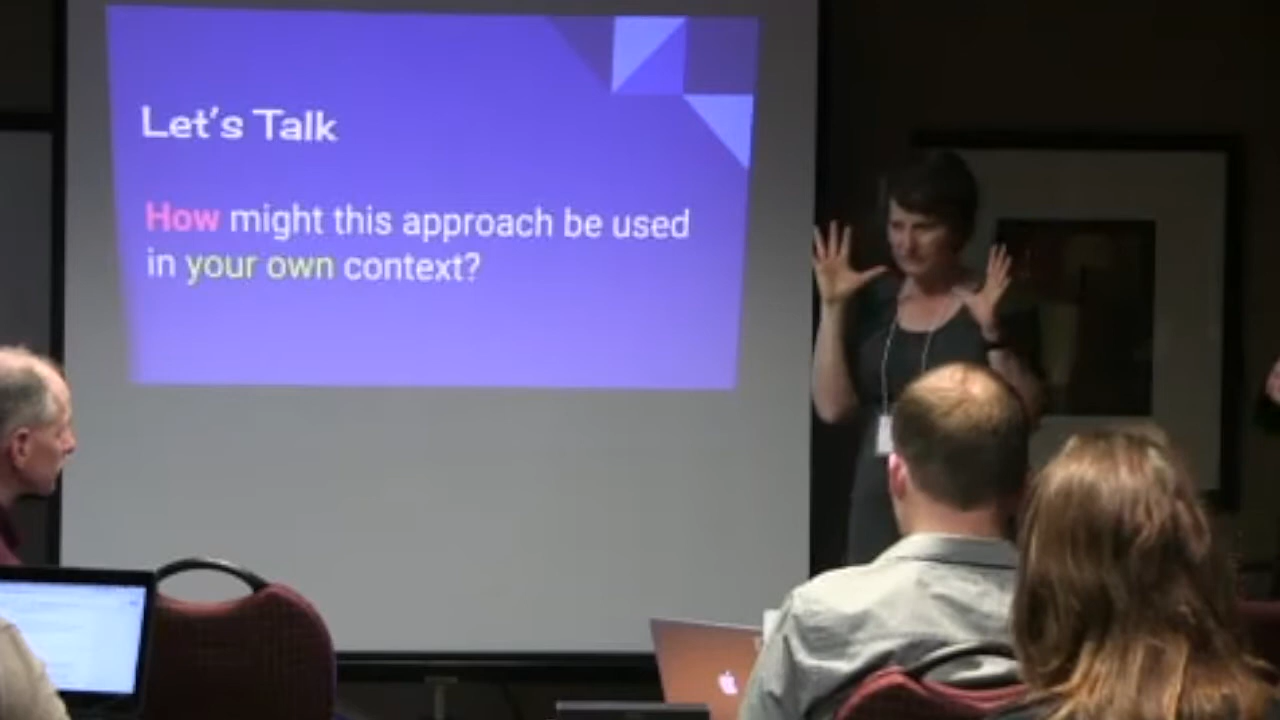 Let's Talk
How might this approach be used
in your own context?